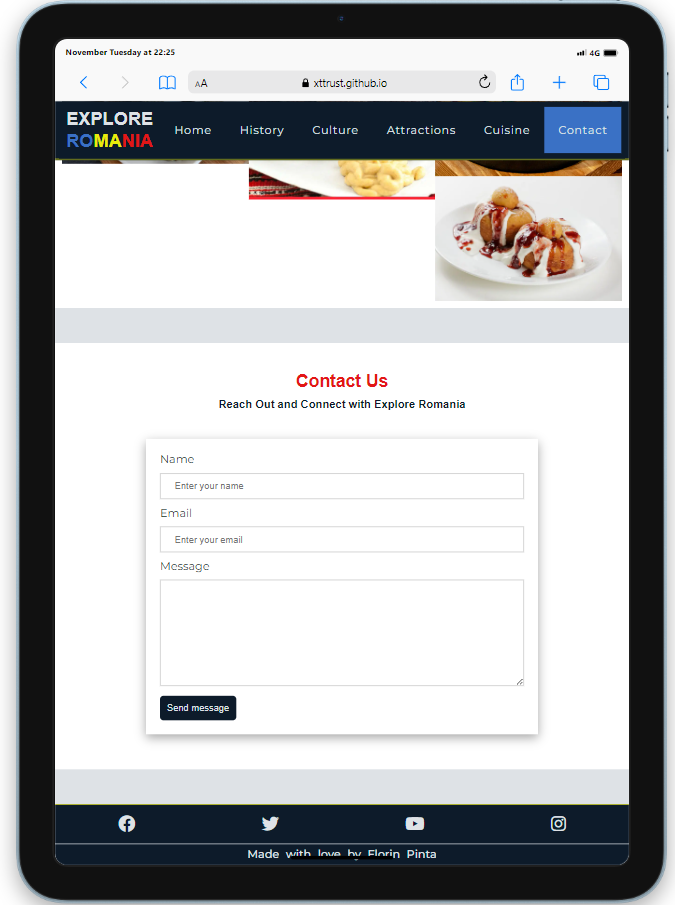 November Tuesday at 22:25
4G
AA
xttrust.github.io
EXPLORE
ROMANIA
Home
History
Culture
Attractions
Cuisine
Contact
Contact Us
Reach Out and Connect with Explore Romania
Name
Enter your name
Email
Enter your email
Message
Send message
Made with love by Florin Pinta